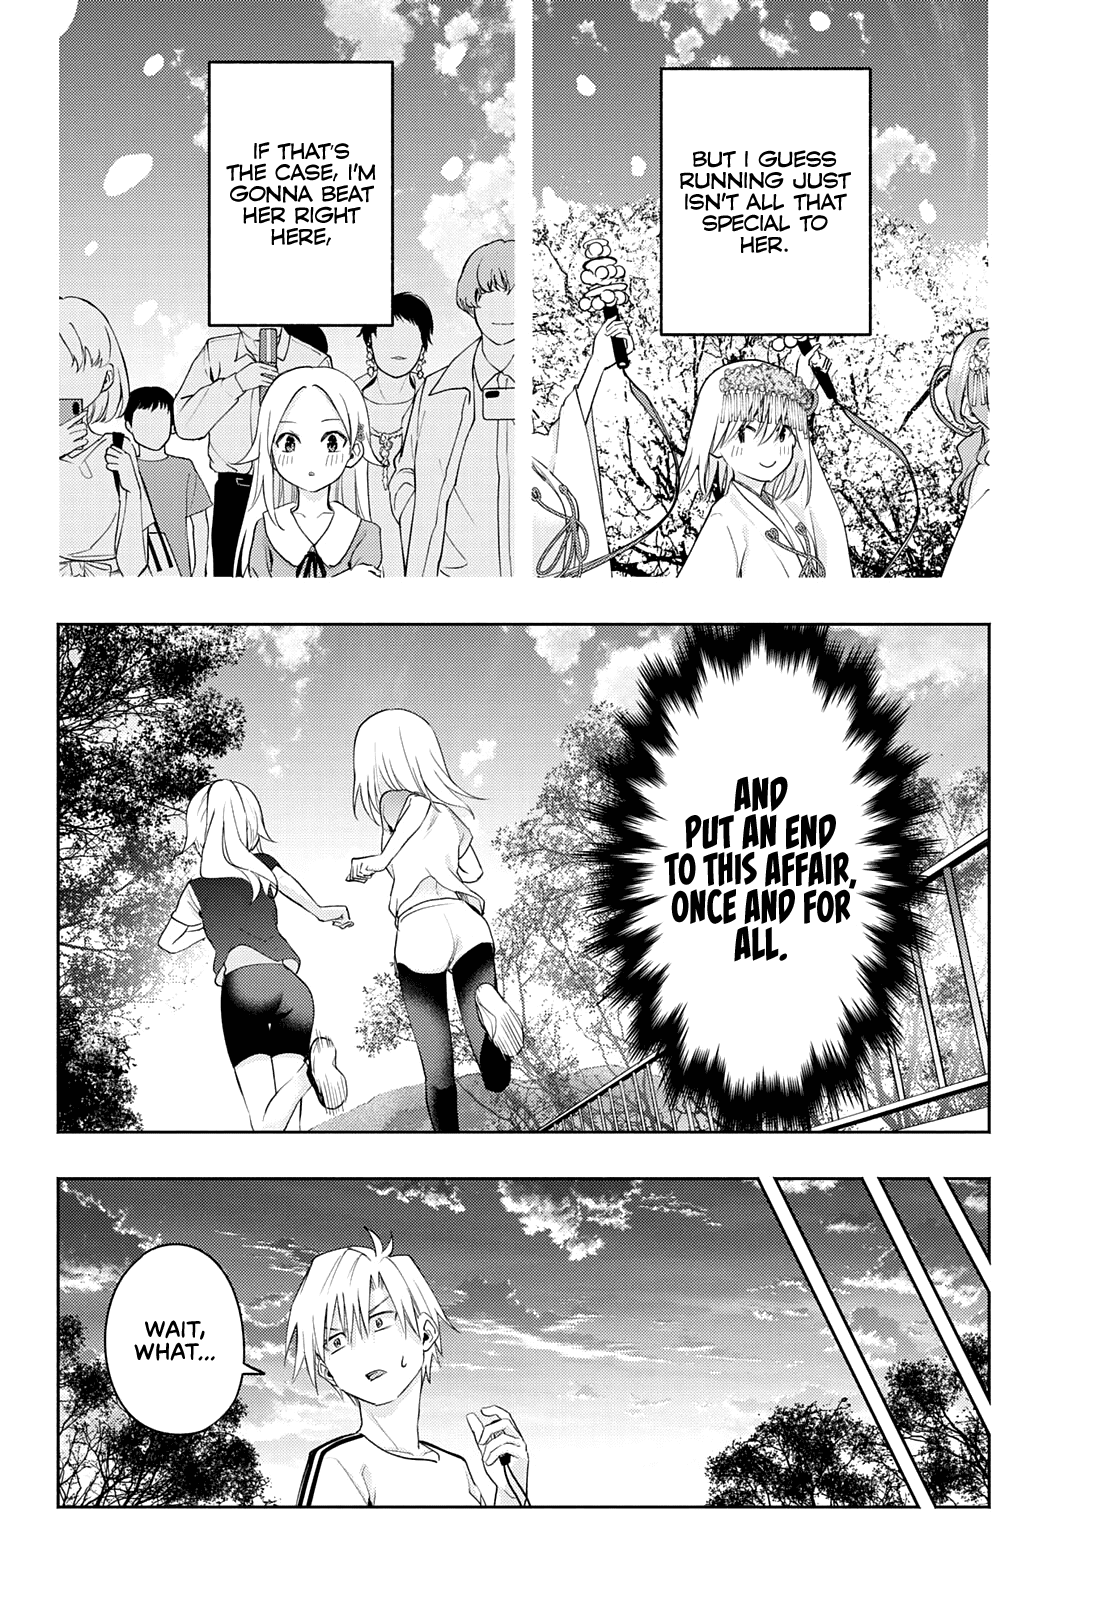 BUT I GUESS
RUNNING JUST
ISN'T ALL THAT
SPECIAL TO
HER.
IF THAT'S
THE CASE, I'M
GONNA BEAT
HER RIGHT
HERE,
AND
PUT AN END
TO THIS AFFAIR,
ONCE AND FOR
ALL.
WAIT,
WHAT...